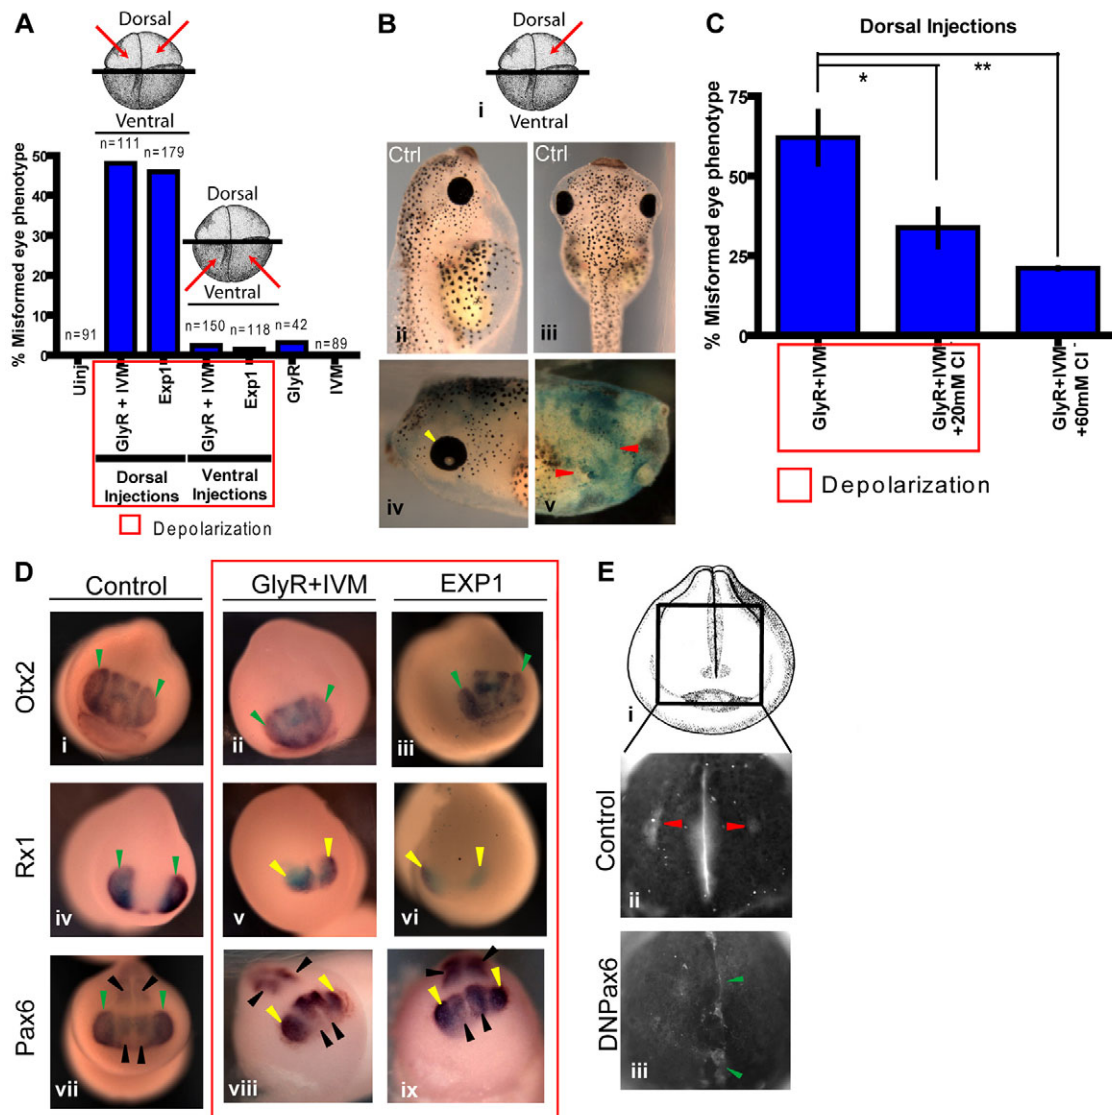 A
Dorsal
Ventral
n=111
n=179
Dorsal
Ventral
n=91
n=150
n=118
n=42
n=89
% Misformed eye phenotype
50
40
30
20
10
0
Uinj
GlyR + IVM
Exp1
GlyR + IVM
Exp1
GlyR
IVM
Dorsal
Injections
Ventral
Injections
Depolarization
B
Dorsal
i
Ventral
Ctrl
Ctrl
ii
iii
iv
v
C
Dorsal Injections
*
**
% Misformed eye phenotype
75
50
25
0
GlyR+IVM
GlyR+IVM
+20mM Cl-
GlyR+IVM
+60mM Cl-
Depolarization
D
Control
GlyR+IVM
EXP1
Otx2
i
ii
iii
Rx1
iv
v
vi
Pax6
vii
viii
ix
E
i
Control
ii
DNPax6
iii